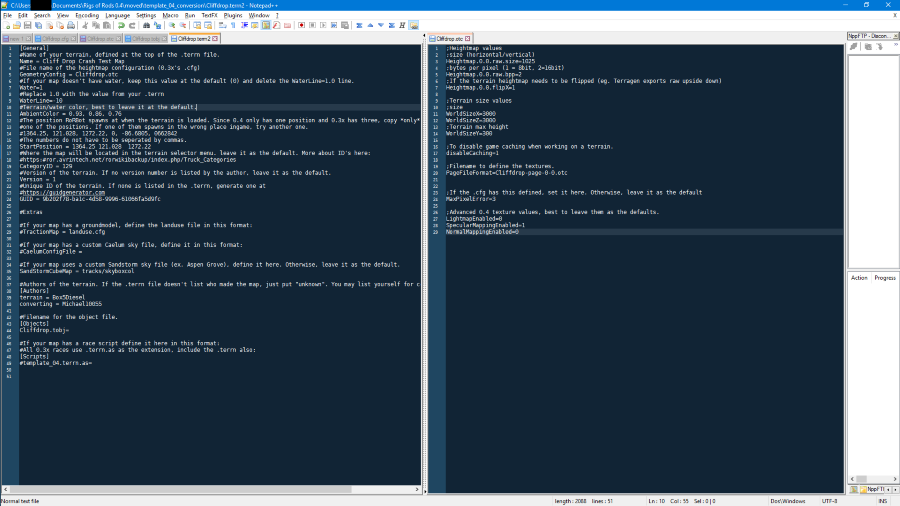 C:\Users\
Documents\Rigs of Rods 0.4\moved\template_04_conversion\Cliffdrop.term2 - Notepad++
File Edit Search View Encoding Language Settings Macro Run TextFX Plugins Window ?
X
Cliffdrop.cfg
Cliffdrop.otc
Cliffdrop.tobj
Cliffdrop.terrn2
[General]
#Name of your terrain, defined at the top of the .terrn file.
Name = Cliff Drop Crash Test Map
#File name of the heightmap configuration (0.3x's .cfg)
GeometryConfig = Cliffdrop.otc
#If your map doesn't have water, keep this value at the default (0) and delete the WaterLine=1.0 line.
Water=1
#Replace 1.0 with the value from your .terrn
WaterLine=-10
#Terrain/water color, best to leave it at the default.
AmbientColor = 0.93, 0.86, 0.76
#The position RoRBot spawns at when the terrain is loaded. Since 0.4 only has one position and 0.3x has three, copy *only*
#one of the positions. If one of them spawns in the wrong place ingame, try another one.
#1364.25, 121.028, 1272.22, 0, -86.6805, 0662842
#The numbers do not have to be seperated by commas.
StartPosition = 1364.25 121.028 1272.22
#Where the map will be located in the terrain selector menu. leave it as the default. More about ID's here:
#https:#ror.avrintech.net/rorwikibackup/index.php/Truck_Categories
CategoryID = 129
#Version of the terrain. If no version number is listed by the author, leave it as the default.
Version = 1
#Unique ID of the terrain. If none is listed in the .terrn, generate one at
#https://guidgenerator.com
GUID = 9b202f78-ba1c-4d58-9996-61066fa5d9fc
#Extras
#If your map has a groundmodel, define the landuse file in this format:
#TractionMap = landuse.cfg
#If your map has a custom Caelum sky file, define it in this format:
#CaelumConfigFile =
#If your map uses a custom Sandstorm sky file (ex. Aspen Grove), define it here. Otherwise, leave it as the default.
SandStormCubeMap = tracks/skyboxcol
#Authors of the terrain. If the .terrn file doesn't list who made the map, just put "unknown". You may list yourself for c
[Authors]
terrain = Box5Diesel
converting = Michael10055
#Filename for the object file.
[Objects]
Cliffdrop.tobj=
#If your map has a race script define it here in this format:
#All 0.3x races use .terrn.as as the extension, include the .terrn also:
[Scripts]
#template_04.terrn.as=
Cliffdrop.otc
;Heightmap values
;size (horizontal/vertical)
Heightmap.0.0.raw.size=1025
;bytes per pixel (1 = 8bit, 2=16bit)
Heightmap.0.0.raw.bpp=2
;If the terrain heightmap needs to be flipped (eg. Terragen exports raw upside down)
Heightmap.0.0.flipX=1
;Terrain size values
;size
WorldSizeX=3000
WorldSizeZ=3000
;Terrain max height
WorldSizeY=300
;To disable game caching when working on a terrain.
disableCaching=1
;Filename to define the textures.
PageFileFormat=Cliffdrop-page-0-0.otc
;If the .cfg has this defined, set it here. Otherwise, leave it as the default
MaxPixelError=3
;Advanced 0.4 texture values, best to leave them as the defaults.
LightmapEnabled=0
SpecularMappingEnabled=1
NormalMappingEnabled=0
NppFTP - Discon...
Action Progress
NppFT
Normal text file
length : 2088 lines : 51
Ln : 10 Col : 55 Sel : 0 | 0
Dos\Windows
UTF-8
INS